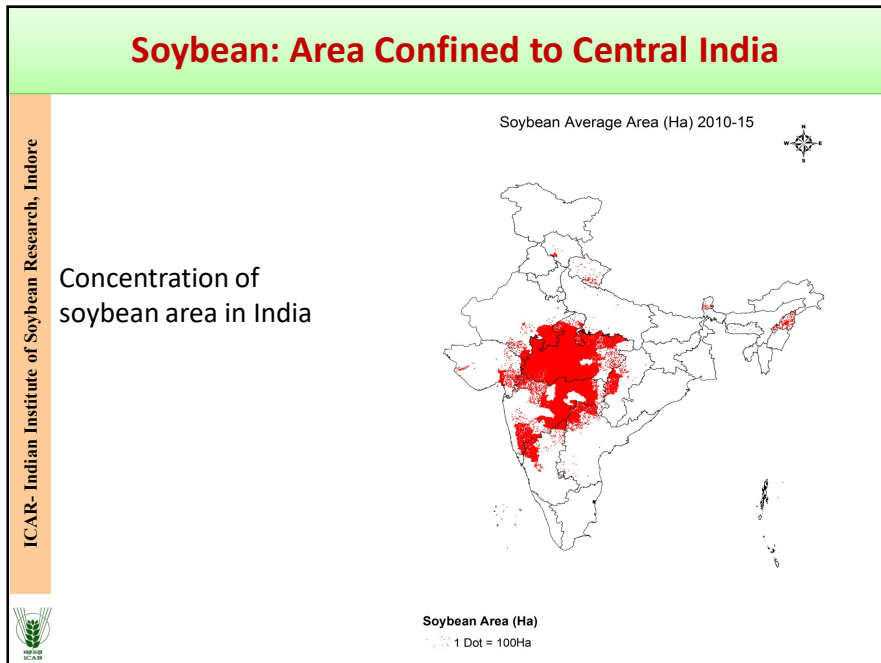 Soybean: Area Confined to Central India
ICAR- Indian Institute of Soybean Research, Indore
Concentration of
soybean area in India
Soybean Average Area (Ha) 2010-15
N
W
E
S
Soybean Area (Ha)
1 Dot = 100Ha
ICAR